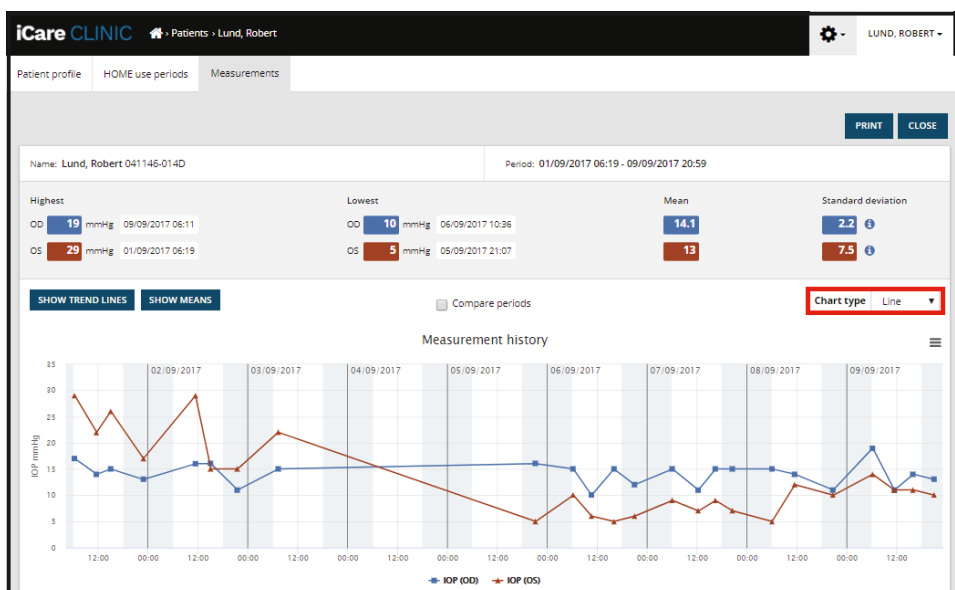 iCare CLINIC › Patients › Lund, Robert LUND, ROBERT
Patient profile HOME use periods Measurements
PRINT CLOSE
Name: Lund, Robert 041146-014D Period: 01/09/2017 06:19 - 09/09/2017 20:59
Highest Lowest Mean Standard deviation
OD 19 mmHg 09/09/2017 06:11 OD 10 mmHg 06/09/2017 10:36 14.1 2.2
OS 29 mmHg 01/09/2017 06:19 OS 5 mmHg 05/09/2017 21:07 13 7.5
SHOW TREND LINES SHOW MEANS Compare periods Chart type Line
Measurement history
35
02/09/2017 03/09/2017 04/09/2017 05/09/2017 06/09/2017 07/09/2017 08/09/2017 09/09/2017
30
25
20
IOP mmHg
15
10
5
0
12:00 00:00 12:00 00:00 12:00 00:00 12:00 00:00 12:00 00:00 12:00 00:00 12:00 00:00 12:00 00:00 12:00
IOP (OD) IOP (OS)